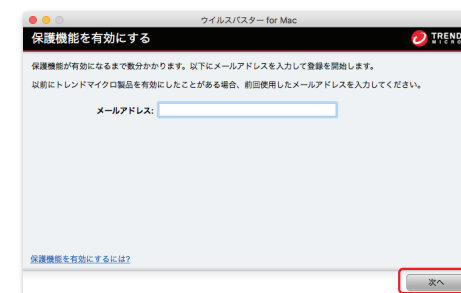 ウイルスバスター for Mac
保護機能を有効にする
TREND
MICRO
保護機能が有効になるまで数分かかります。以下にメールアドレスを入力して登録を開始します。
以前にトレンドマイクロ製品を有効にしたことがある場合、前回使用したメールアドレスを入力してください。
メールアドレス:
保護機能を有効にするには?
次へ